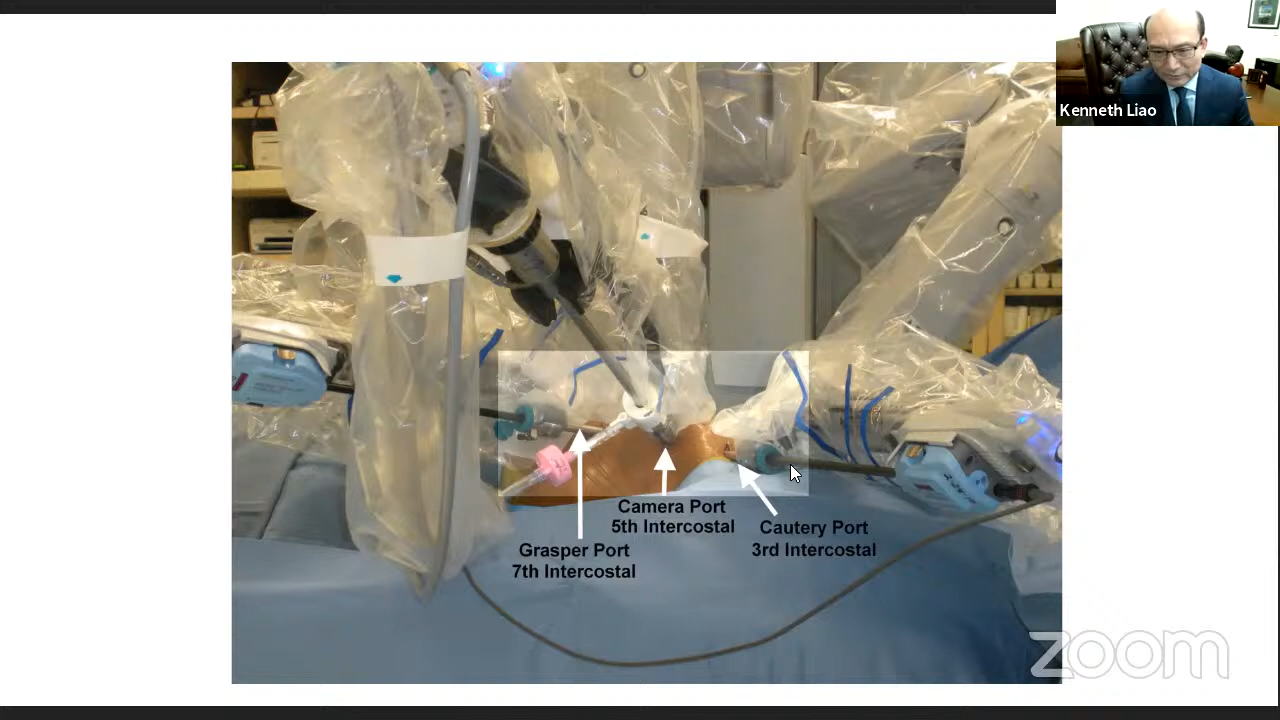 Kenneth Liao
Camera Port
5th Intercostal
Cautery Port
3rd Intercostal
Grasper Port
7th Intercostal
zoom